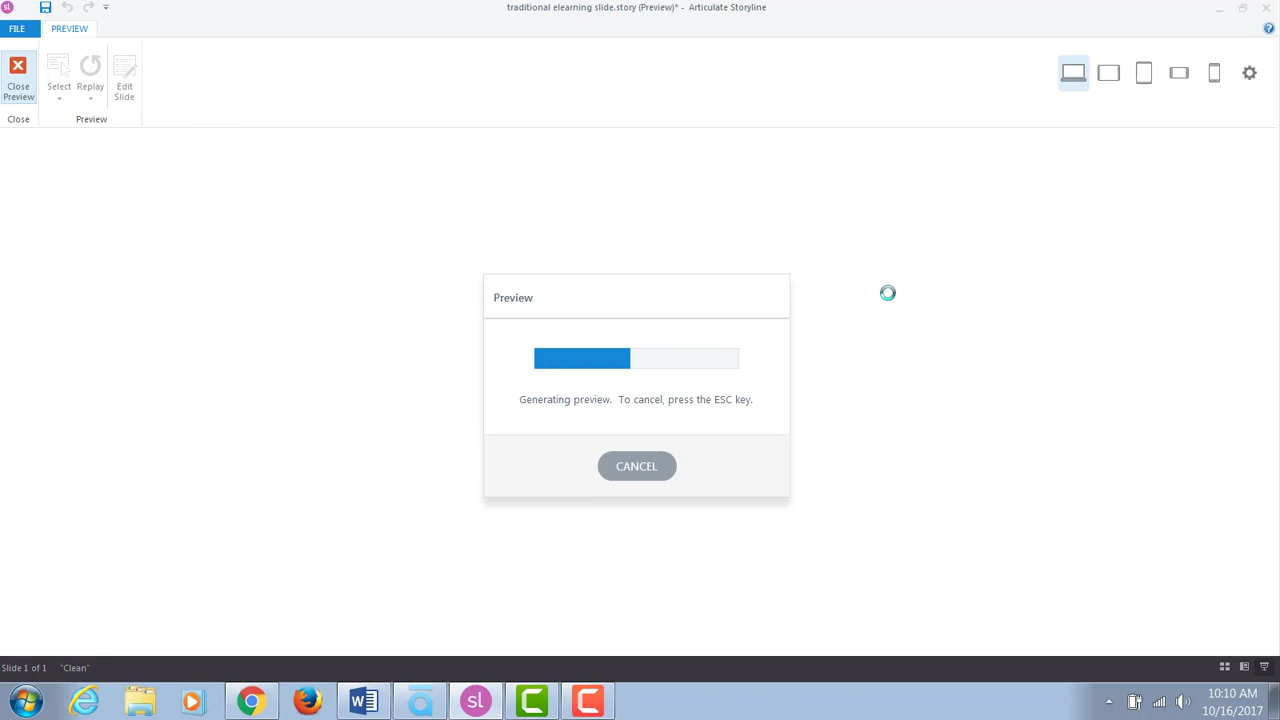 sl
traditional elearning slide.story (Preview)* - Articulate Storyline
FILE
PREVIEW
Close Preview
Select
Replay
Edit Slide
Close
Preview
Preview
Generating preview. To cancel, press the ESC key.
CANCEL
Slide 1 of 1 "Clean"
sl
10:10 AM
10/16/2017